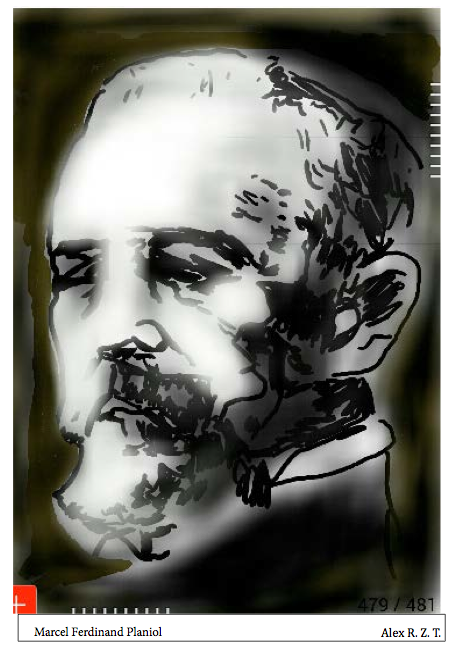 479 / 481
Marcel Ferdinand Planiol
Alex R. Z. T.